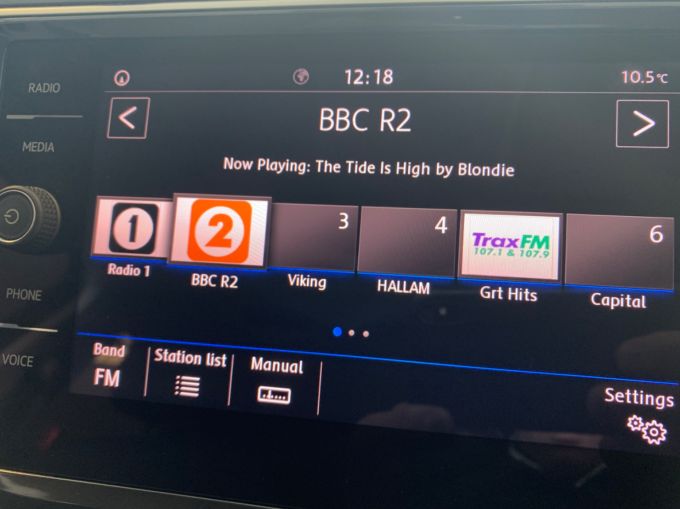 RADIO
MEDIA
PHONE
VOICE
12:18
10.5°C
<
BBC R2
>
Now Playing: The Tide Is High by Blondie
1
2
3
4
TraxFM
107.1 & 107.9
6
Radio 1
BBC R2
Viking
HALLAM
Grt Hits
Capital
Band
FM
Station list
Manual
Settings